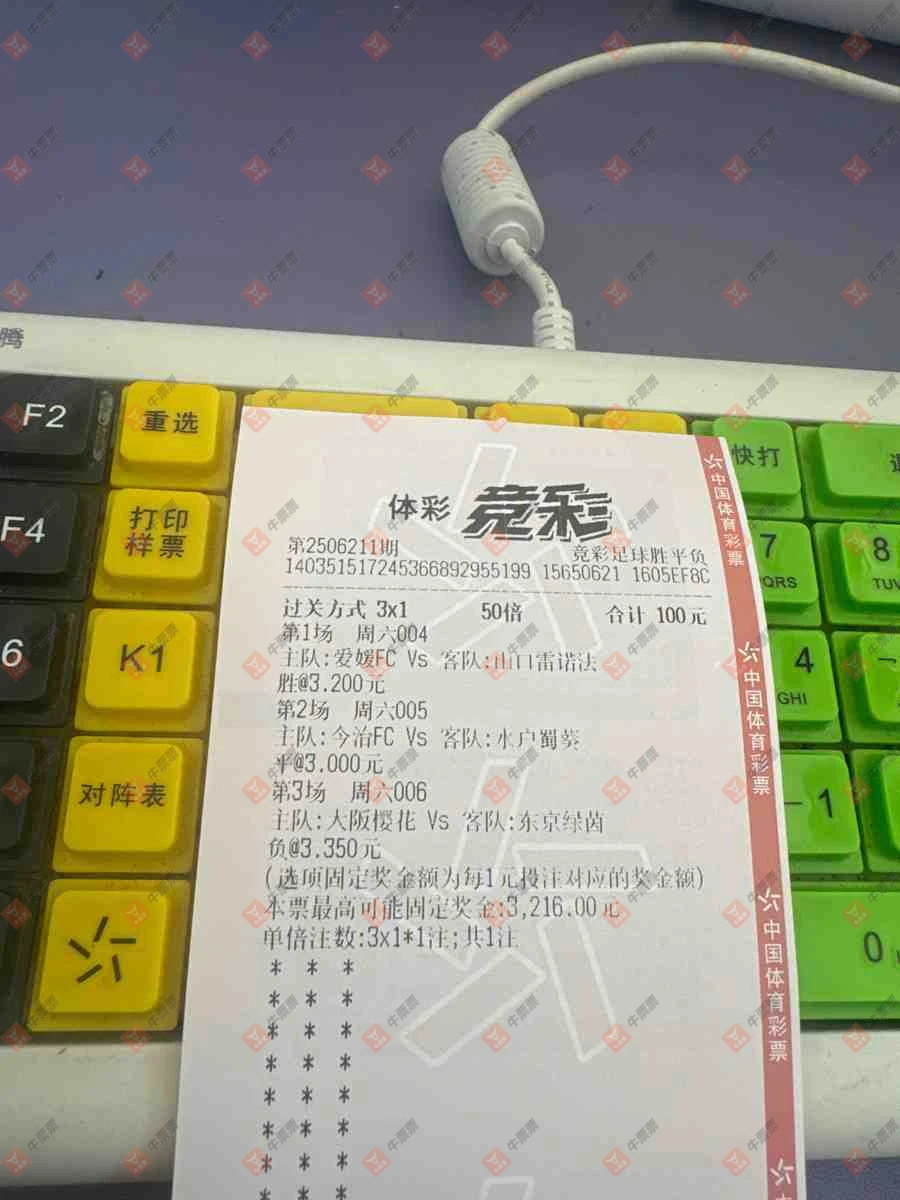 腾
F2
重选
F4
打印
样票
6
K1
对阵表
快打
7
PQRS
8
TUV
4
GHI
1
0
体彩 竞彩
第2506211期 竞彩足球胜平负
140351517245366892955199 15650621 1605EF8C
过关方式 3x1 50倍 合计 100元
第1场 周六004
主队:爱媛FC Vs 客队:山口雷诺法
胜@3.200元
第2场 周六005
主队:今治FC Vs 客队:水户蜀葵
平@3.000元
第3场 周六006
主队:大阪樱花 Vs 客队:东京绿茵
负@3.350元
(选项固定奖金额为每1元投注对应的奖金额)
本票最高可能固定奖金:3,216.00元
单倍注数:3x1*1注;共1注
* * *
* * *
* * *
* * *
* * *
* * *
* * *
* * *
中国体育彩票
中国体育彩票
中国体育彩票
牛票票